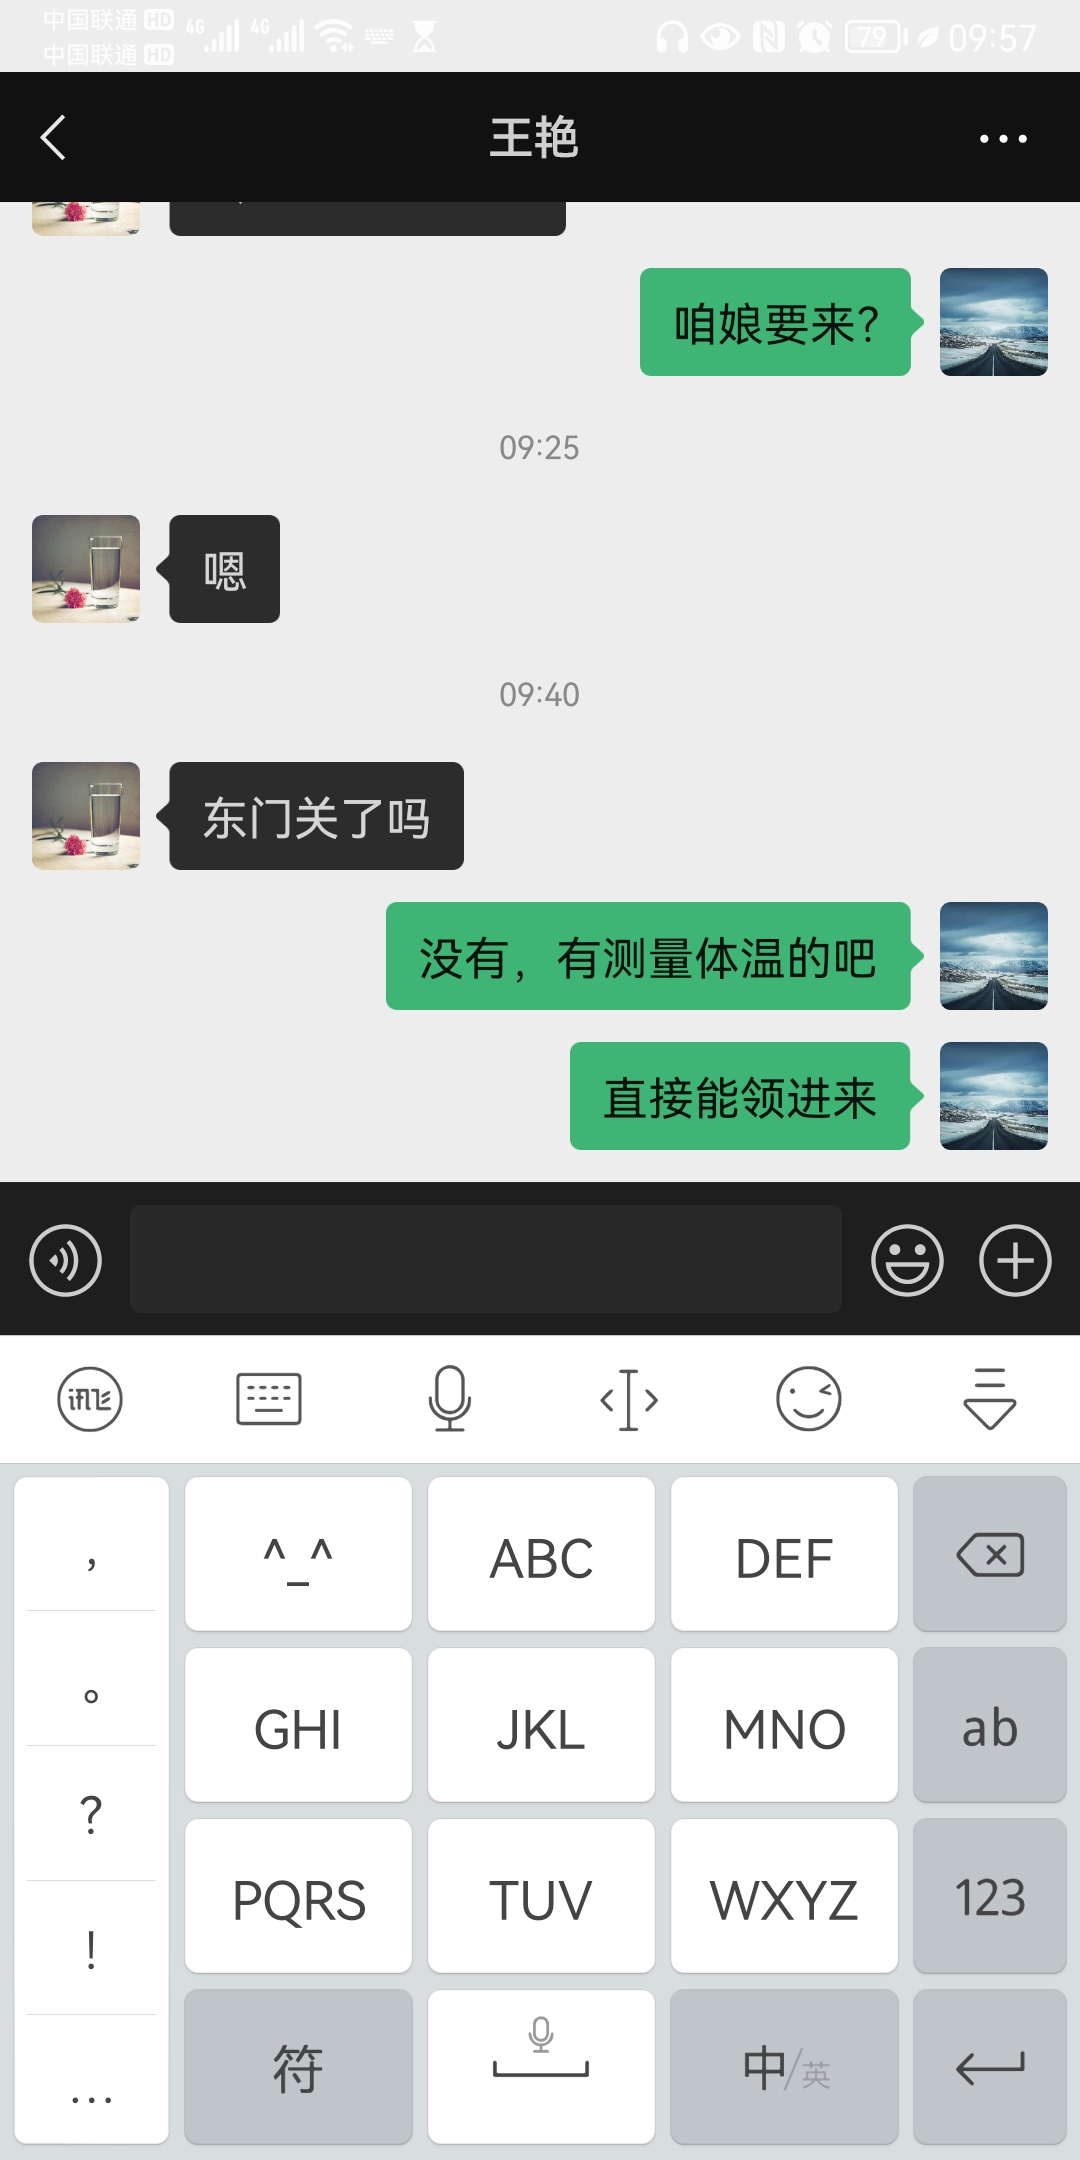 中国联通 HD
中国联通 HD
4G 4G 79 09:57
王艳
咱娘要来?
09:25
嗯
09:40
东门关了吗
没有，有测量体温的吧
直接能领进来
， ^_^ ABC DEF
。 GHI JKL MNO ab
? PQRS TUV WXYZ 123
!
... 符 中/英